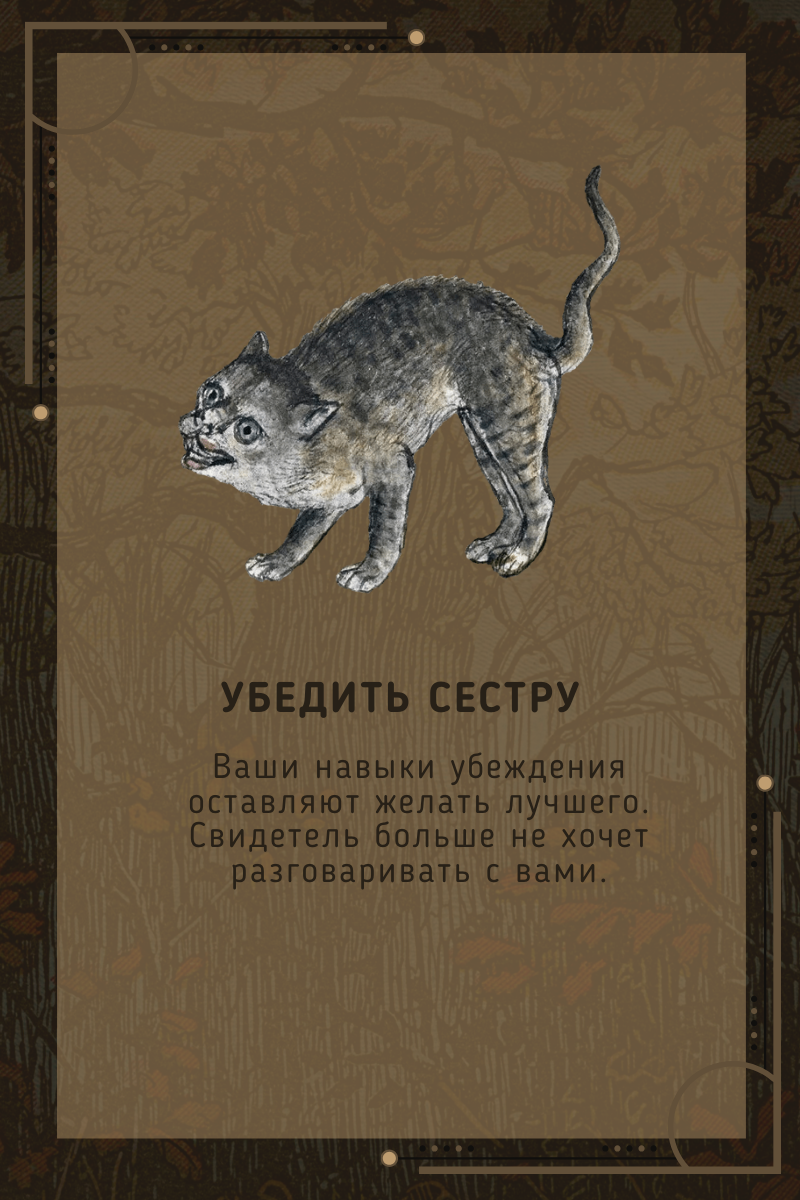 УБЕДИТЬ СЕСТРУ
Ваши навыки убеждения
оставляют желать лучшего.
Свидетель больше не хочет
разговаривать с вами.